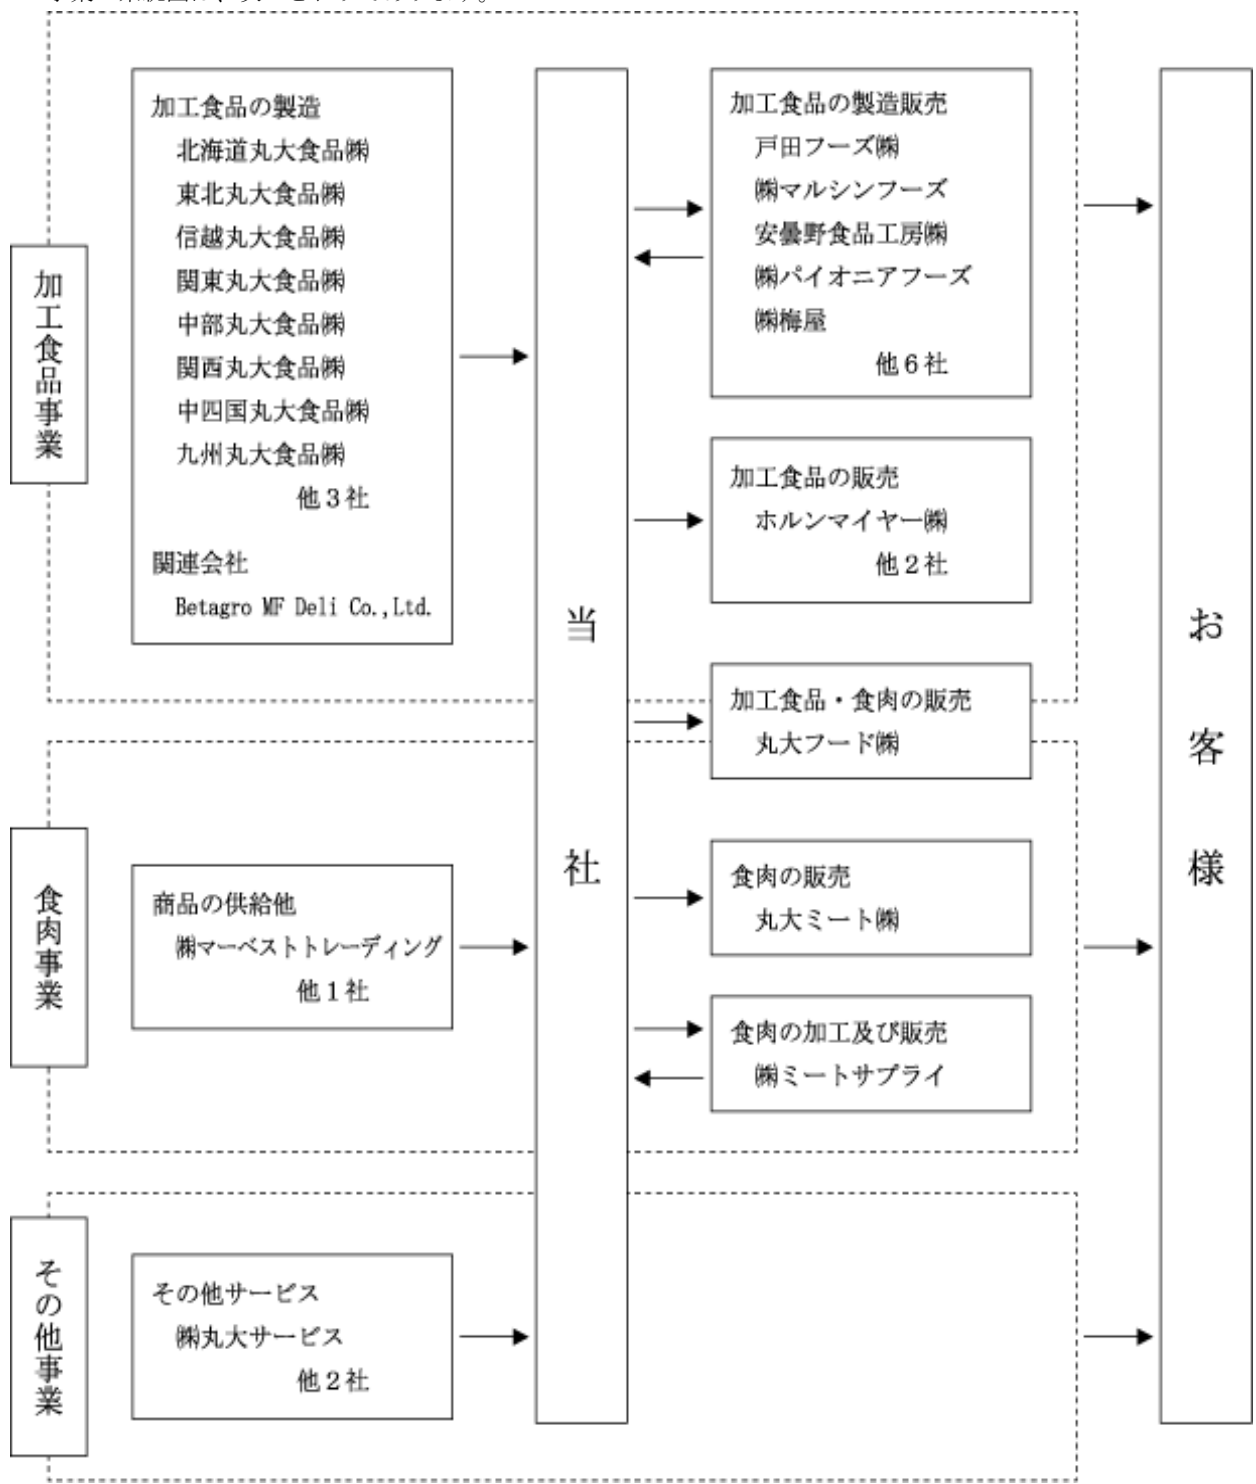 加工食品事業
加工食品の製造
北海道丸大食品㈱
東北丸大食品㈱
信越丸大食品㈱
関東丸大食品㈱
中部丸大食品㈱
関西丸大食品㈱
中四国丸大食品㈱
九州丸大食品㈱
他３社
関連会社
Betagro MF Deli Co.,Ltd.
加工食品の製造販売
戸田フーズ㈱
㈱マルシンフーズ
安曇野食品工房㈱
㈱パイオニアフーズ
㈱梅屋
他６社
加工食品の販売
ホルンマイヤー㈱
他２社
加工食品・食肉の販売
丸大フード㈱
食肉事業
商品の供給他
㈱マーベストトレーディング
他１社
食肉の販売
丸大ミート㈱
食肉の加工及び販売
㈱ミートサプライ
その他事業
その他サービス
㈱丸大サービス
他２社
当社
お客様